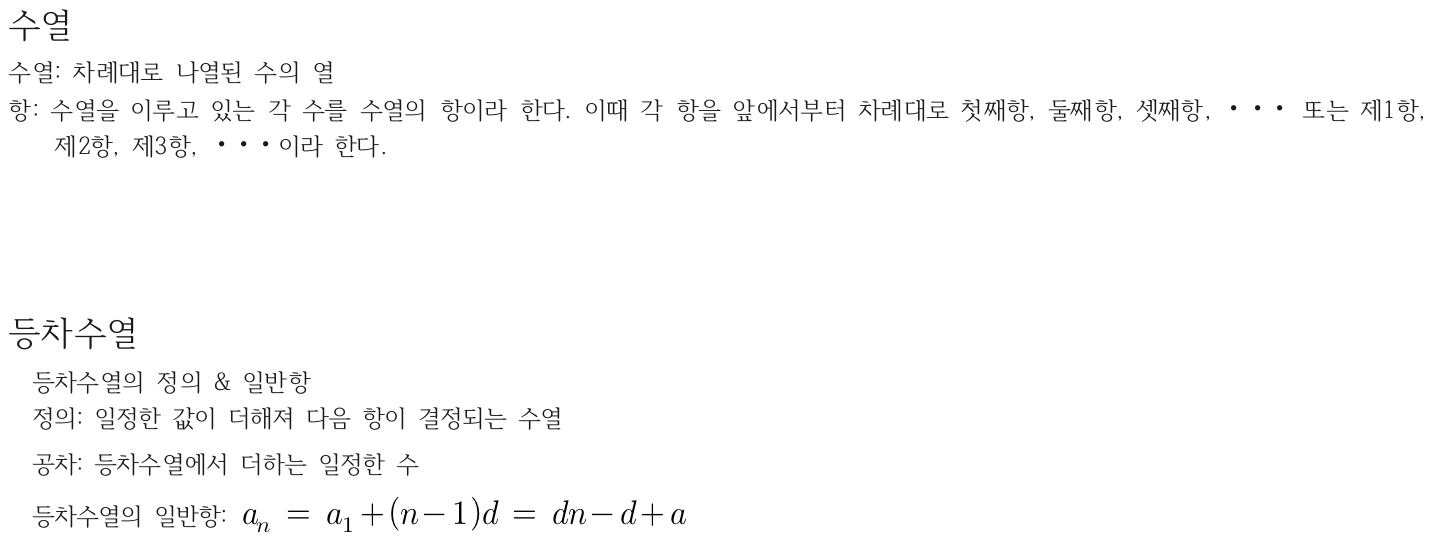 수열
수열: 차례대로 나열된 수의 열
항: 수열을 이루고 있는 각 수를 수열의 항이라 한다. 이때 각 항을 앞에서부터 차례대로 첫째항, 둘째항, 셋째항, ··· 또는 제1항,
제2항, 제3항, ···이라 한다.
등차수열
등차수열의 정의 & 일반항
정의: 일정한 값이 더해져 다음 항이 결정되는 수열
공차: 등차수열에서 더하는 일정한 수
등차수열의 일반항: aₙ = a₁+(n−1)d = dn−d+a